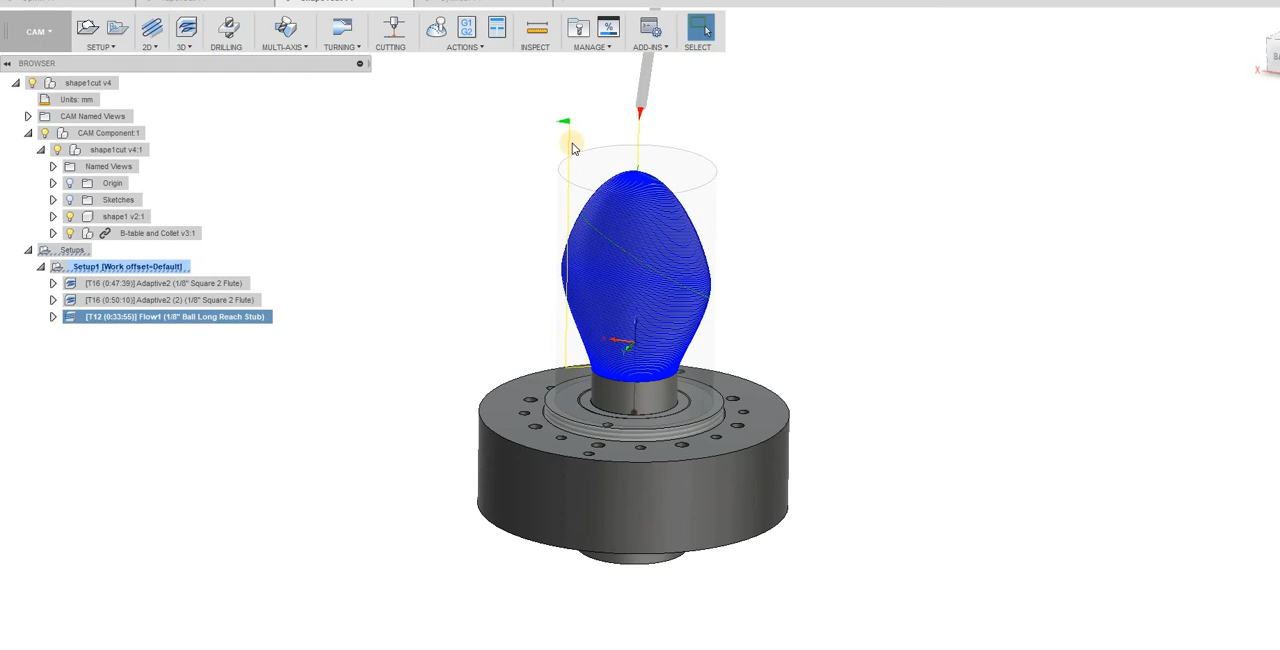 CAM
SETUP
2D
3D
DRILLING
MULTI-AXIS
TURNING
CUTTING
G1
G2
ACTIONS
INSPECT
MANAGE
ADD-INS
SELECT
BROWSER
shape1cut v4
Units: mm
CAM Named Views
CAM Component:1
shape1cut v4:1
Named Views
Origin
Sketches
shape1 v2:1
B-table and Collet v3:1
Setups
Setup1 [Work offset=Default]
[T16 (0:47:39)] Adaptive2 (1/8" Square 2 Flute)
[T16 (0:50:10)] Adaptive2 (2) (1/8" Square 2 Flute)
[T12 (0:33:55)] Flow1 (1/8" Ball Long Reach Stub)
X